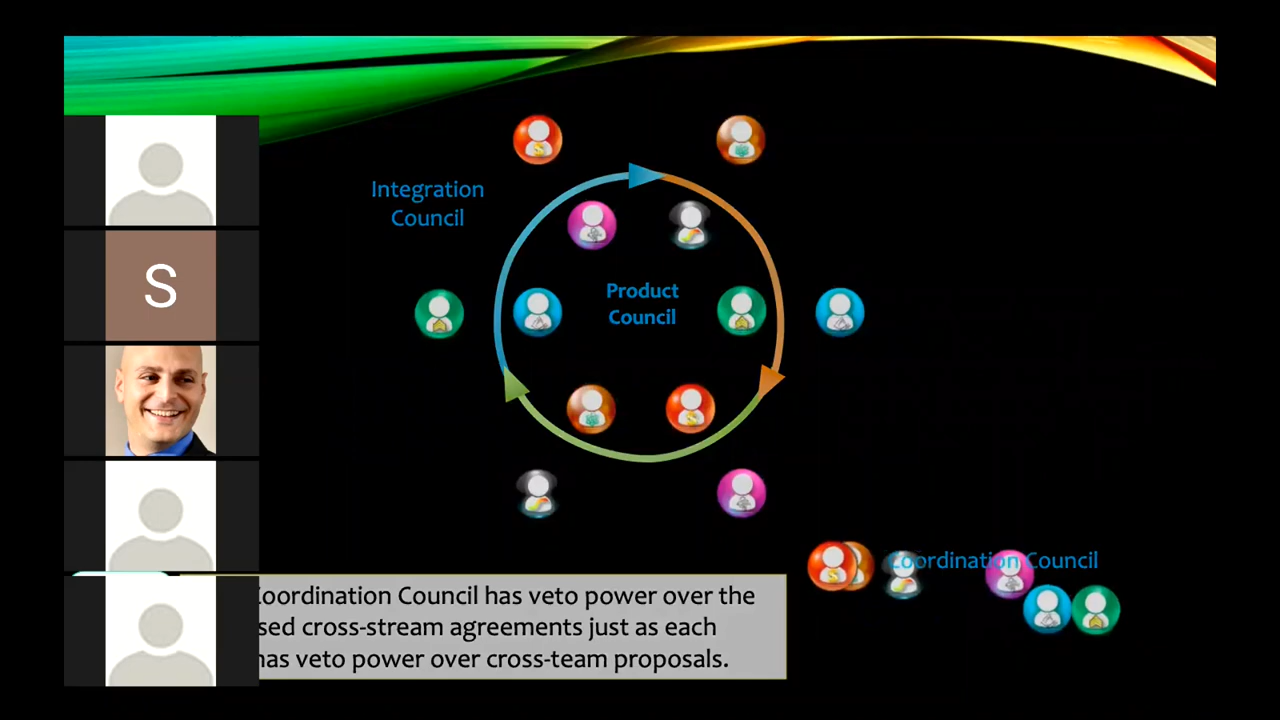 Integration
Council
S
Product
Council
Coordination Council
Coordination Council has veto power over the
sed cross-stream agreements just as each
has veto power over cross-team proposals.